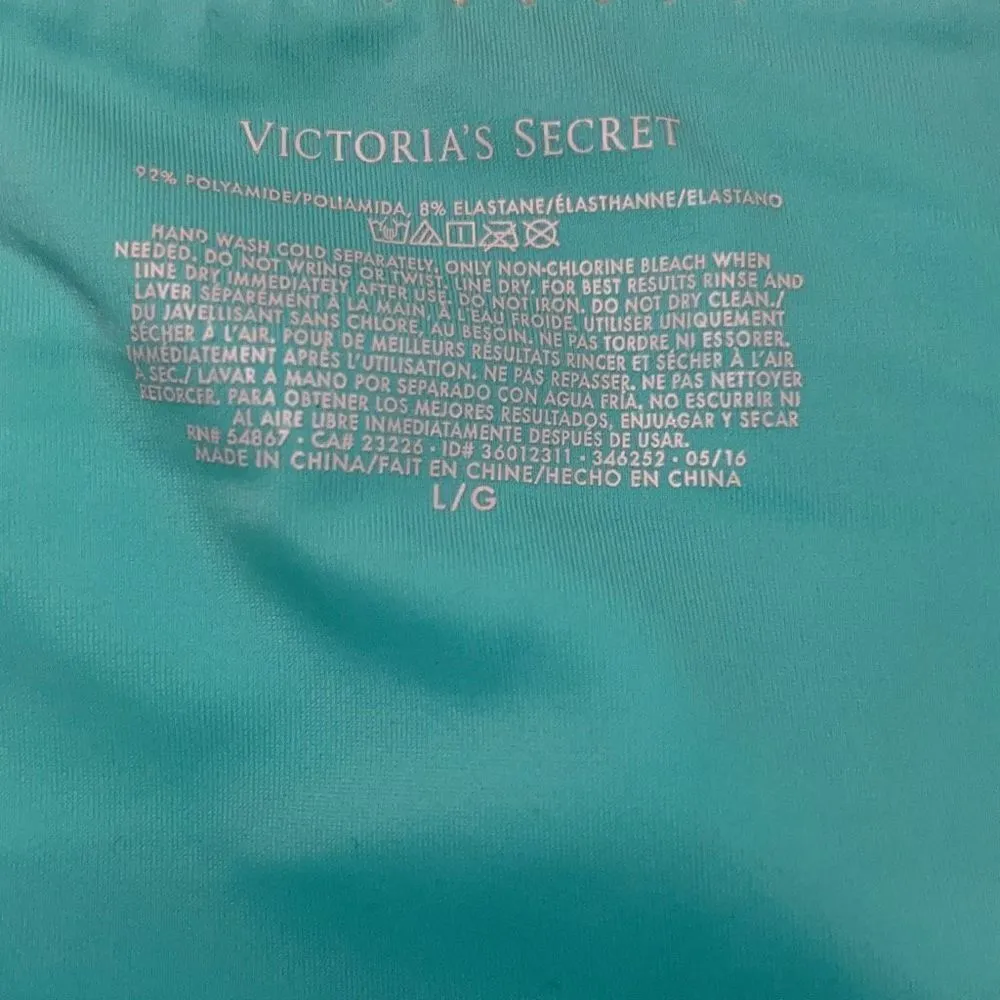 VICTORIA'S SECRET
92% POLYAMIDE/POLIAMIDA, 8% ELASTANE/ÉLASTHANNE/ELASTANO
HAND WASH COLD SEPARATELY, ONLY NON-CHLORINE BLEACH WHEN
NEEDED. DO NOT WRING OR TWIST. LINE DRY. FOR BEST RESULTS RINSE AND
LINE DRY IMMEDIATELY AFTER USE. DO NOT IRON. DO NOT DRY CLEAN./
LAVER SÉPARÉMENT À LA MAIN, À L'EAU FROIDE. UTILISER UNIQUEMENT
DU JAVELLISANT SANS CHLORE, AU BESOIN. NE PAS TORDRE NI ESSORER.
SÉCHER À L'AIR. POUR DE MEILLEURS RÉSULTATS RINCER ET SÉCHER À L'AIR
IMMÉDIATEMENT APRÈS L'UTILISATION. NE PAS REPASSER. NE PAS NETTOYER
À SEC./ LAVAR A MANO POR SEPARADO CON AGUA FRÍA, NO ESCURRIR NI
RETORCER. PARA OBTENER LOS MEJORES RESULTADOS, ENJUAGAR Y SECAR
AL AIRE LIBRE INMEDIATAMENTE DESPUÉS DE USAR.
RN# 54867 · CA# 23226 · ID# 36012311 · 346252 · 05/16
MADE IN CHINA/FAIT EN CHINE/HECHO EN CHINA
L/G